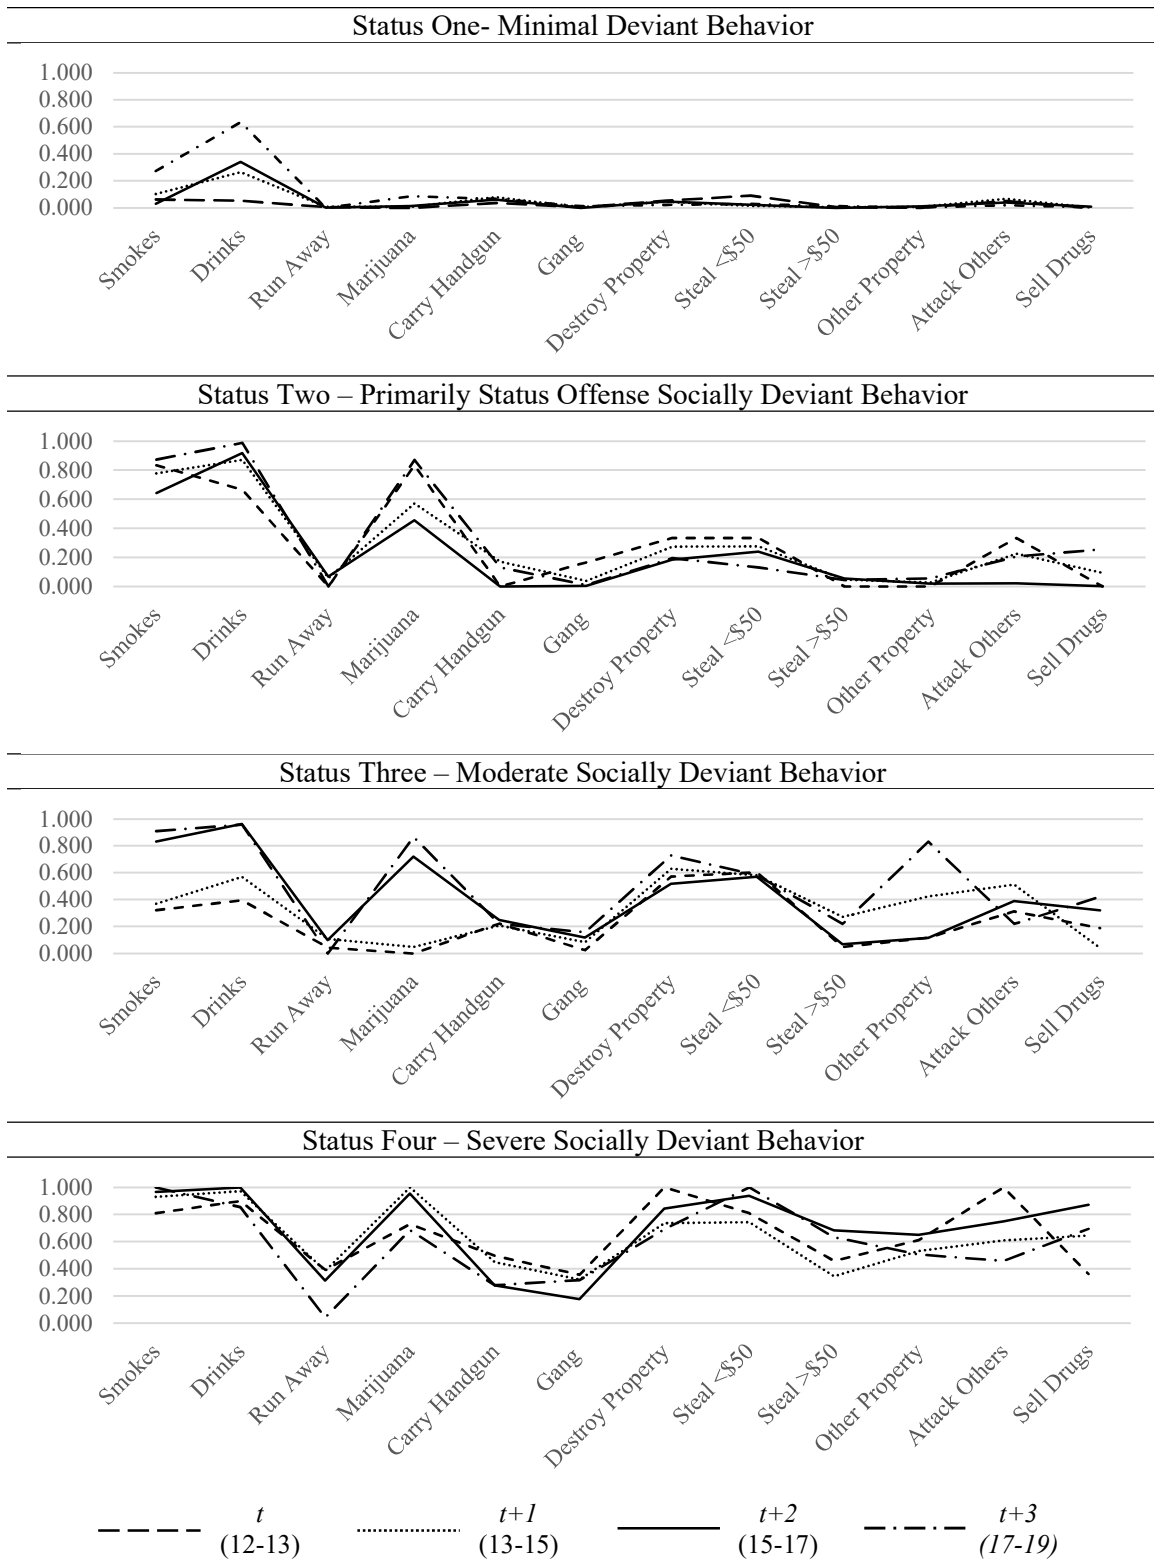 Status One- Minimal Deviant Behavior
1.000
0.800
0.600
0.400
0.200
0.000
Smokes
Drinks
Run Away
Marijuana
Carry Handgun
Gang
Destroy Property
Steal <$50
Steal >$50
Other Property
Attack Others
Sell Drugs
Status Two – Primarily Status Offense Socially Deviant Behavior
1.000
0.800
0.600
0.400
0.200
0.000
Smokes
Drinks
Run Away
Marijuana
Carry Handgun
Gang
Destroy Property
Steal <$50
Steal >$50
Other Property
Attack Others
Sell Drugs
Status Three – Moderate Socially Deviant Behavior
1.000
0.800
0.600
0.400
0.200
0.000
Smokes
Drinks
Run Away
Marijuana
Carry Handgun
Gang
Destroy Property
Steal <$50
Steal >$50
Other Property
Attack Others
Sell Drugs
Status Four – Severe Socially Deviant Behavior
1.000
0.800
0.600
0.400
0.200
0.000
Smokes
Drinks
Run Away
Marijuana
Carry Handgun
Gang
Destroy Property
Steal <$50
Steal >$50
Other Property
Attack Others
Sell Drugs
t
(12-13)
t+1
(13-15)
t+2
(15-17)
t+3
(17-19)